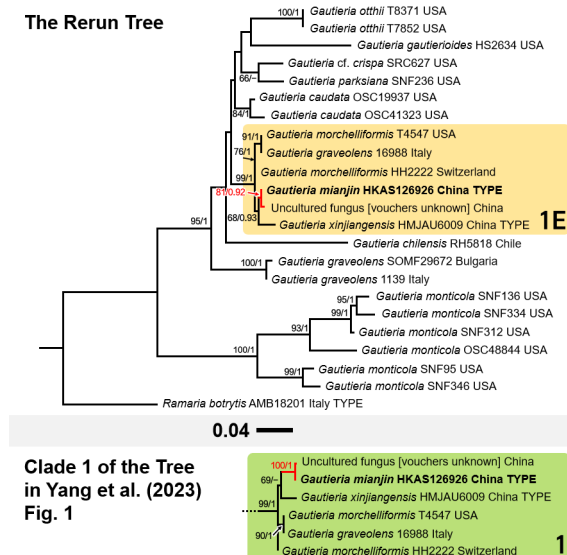 The Rerun Tree
100/1
Gautieria otthii T8371 USA
Gautieria otthii T7852 USA
Gautieria gautierioides HS2634 USA
Gautieria cf. crispa SRC627 USA
66/−
Gautieria parksiana SNF236 USA
Gautieria caudata OSC19937 USA
84/1
Gautieria caudata OSC41323 USA
91/1
Gautieria morchelliformis T4547 USA
76/1
Gautieria graveolens 16988 Italy
99/1
Gautieria morchelliformis HH2222 Switzerland
81/0.92
Gautieria mianjin HKAS126926 China TYPE
Uncultured fungus [vouchers unknown] China
1E
68/0.93
Gautieria xinjiangensis HMJAU6009 China TYPE
95/1
Gautieria chilensis RH5818 Chile
100/1
Gautieria graveolens SOMF29672 Bulgaria
Gautieria graveolens 1139 Italy
95/1
Gautieria monticola SNF136 USA
99/1
Gautieria monticola SNF334 USA
93/1
Gautieria monticola SNF312 USA
100/1
Gautieria monticola OSC48844 USA
99/1
Gautieria monticola SNF95 USA
Gautieria monticola SNF346 USA
Ramaria botrytis AMB18201 Italy TYPE
0.04
Clade 1 of the Tree
in Yang et al. (2023)
Fig. 1
100/1
Uncultured fungus [vouchers unknown] China
69/−
Gautieria mianjin HKAS126926 China TYPE
Gautieria xinjiangensis HMJAU6009 China TYPE
99/1
Gautieria morchelliformis T4547 USA
90/1
Gautieria graveolens 16988 Italy
Gautieria morchelliformis HH2222 Switzerland
1